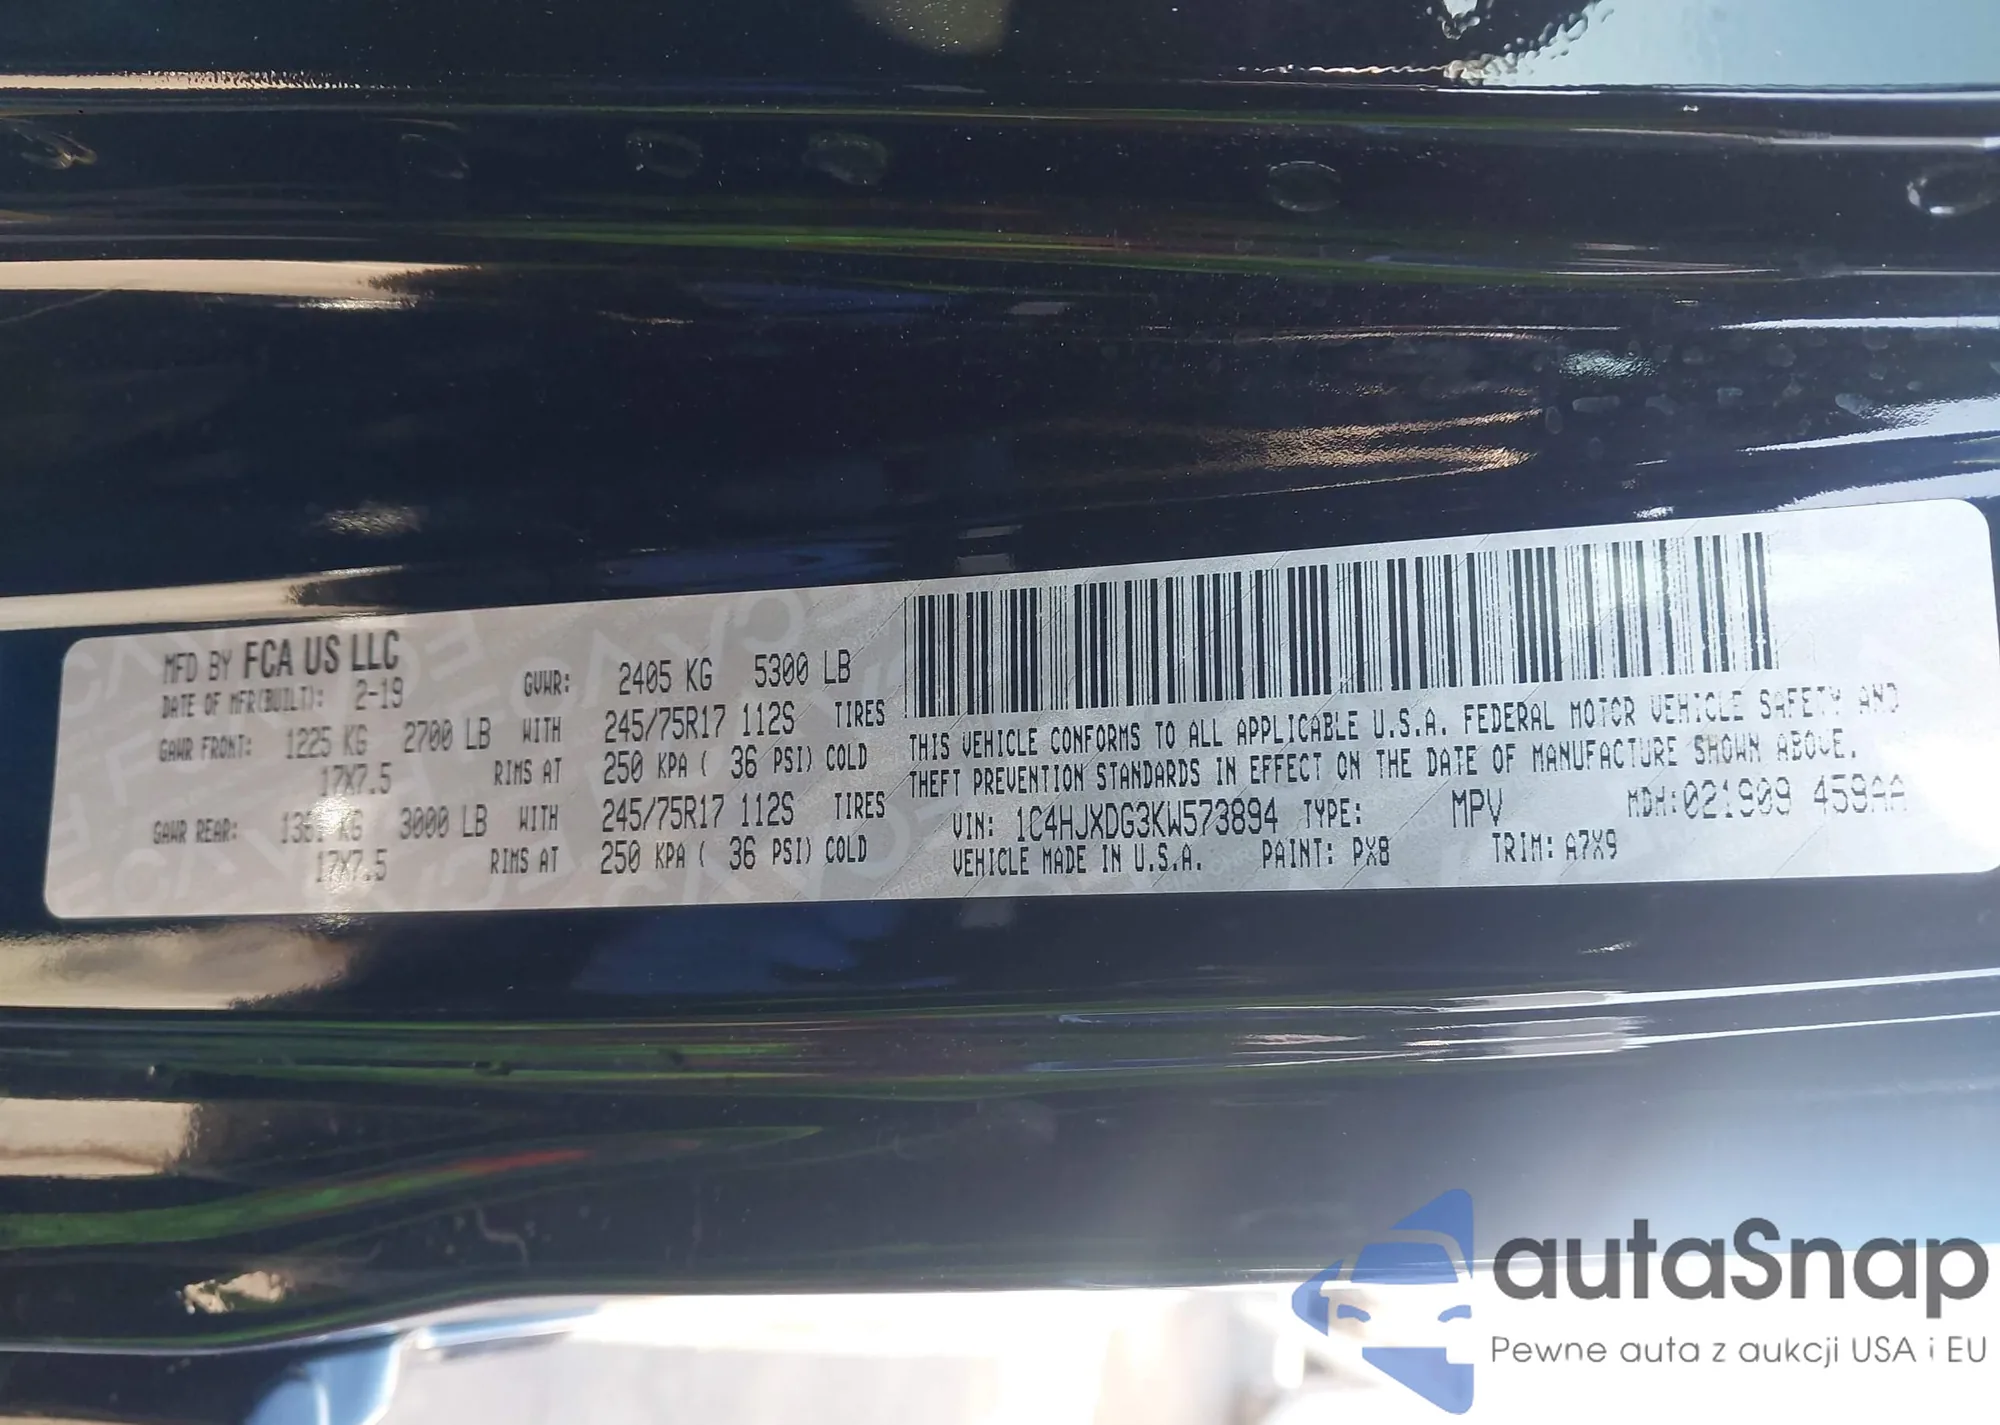 MFD BY FCA US LLC
DATE OF MFR(BUILT): 2-19 GVWR: 2405 KG 5300 LB
GAWR FRONT: 1225 KG 2700 LB WITH 245/75R17 112S TIRES
17X7.5 RIMS AT 250 KPA ( 36 PSI) COLD
GAWR REAR: KG 3000 LB WITH 245/75R17 112S TIRES
17X7.5 RIMS AT 250 KPA ( 36 PSI) COLD
THIS VEHICLE CONFORMS TO ALL APPLICABLE U.S.A. FEDERAL MOTOR VEHICLE SAFETY AND
THEFT PREVENTION STANDARDS IN EFFECT ON THE DATE OF MANUFACTURE SHOWN ABOVE.
VIN: 1C4HJXDG3KW573894 TYPE: MPV MDH:021909 459AA
VEHICLE MADE IN U.S.A. PAINT: PX8 TRIM: A7X9
autaSnap
Pewne auta z aukcji USA i EU